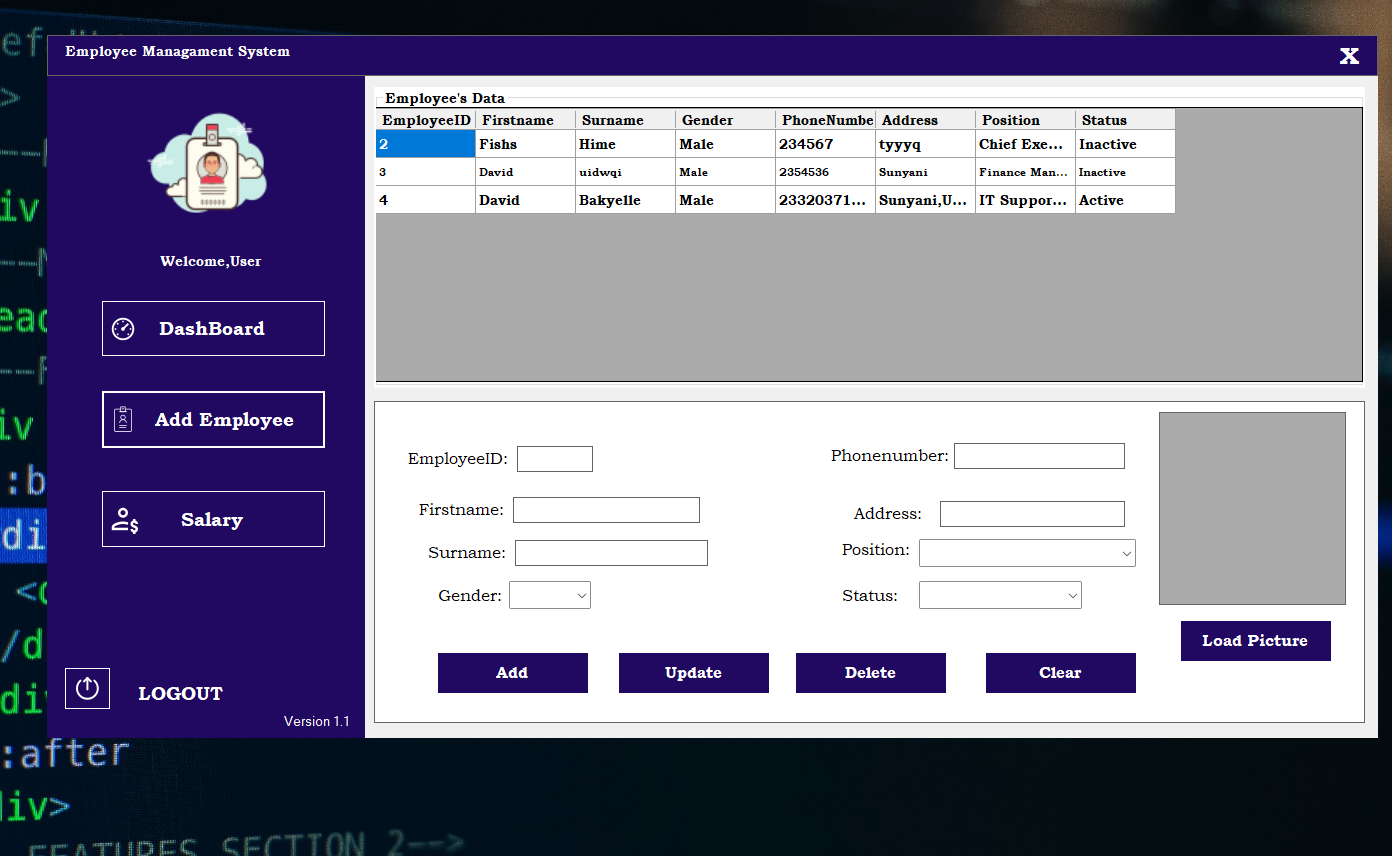 Employee Managament System
X
Employee's Data
EmployeeID Firstname Surname Gender PhoneNumbe Address Position Status
2 Fishs Hime Male 234567 tyyyq Chief Exe... Inactive
3 David uidwqi Male 2354536 Sunyani Finance Man... Inactive
4 David Bakyelle Male 23320371... Sunyani,U... IT Suppor... Active
Welcome,User
DashBoard
Add Employee
Salary
LOGOUT
Version 1.1
EmployeeID:
Phonenumber:
Firstname:
Address:
Surname:
Position:
Gender:
Status:
Load Picture
Add Update Delete Clear
:b
di
/d
:after
div>
FEATURES SECTION 2-->